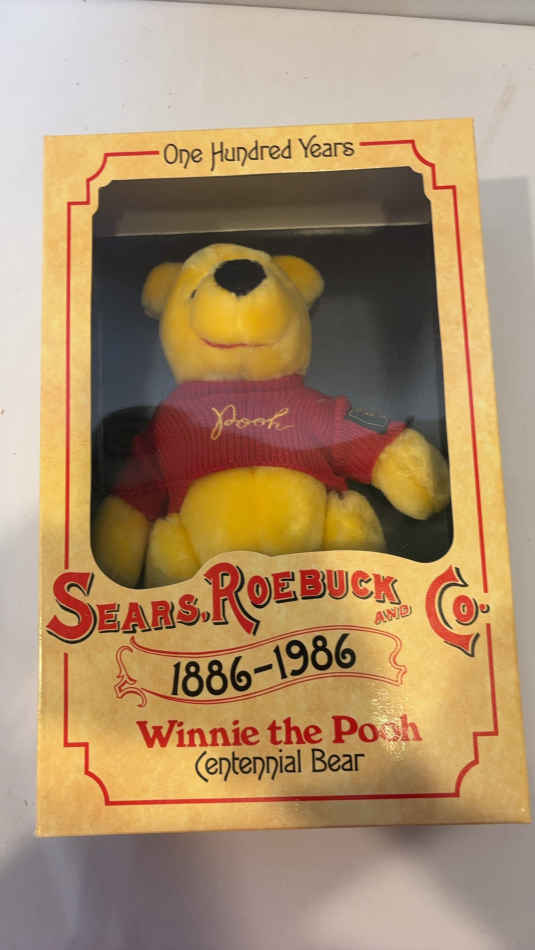 One Hundred Years
Pooh
SEARS, ROEBUCK AND CO.
1886-1986
Winnie the Pooh
Centennial Bear